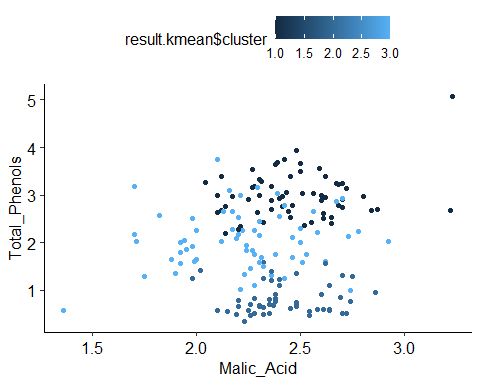 result.kmean$cluster
1.0 1.5 2.0 2.5 3.0
Total_Phenols
5
4
3
2
1
1.5 2.0 2.5 3.0
Malic_Acid